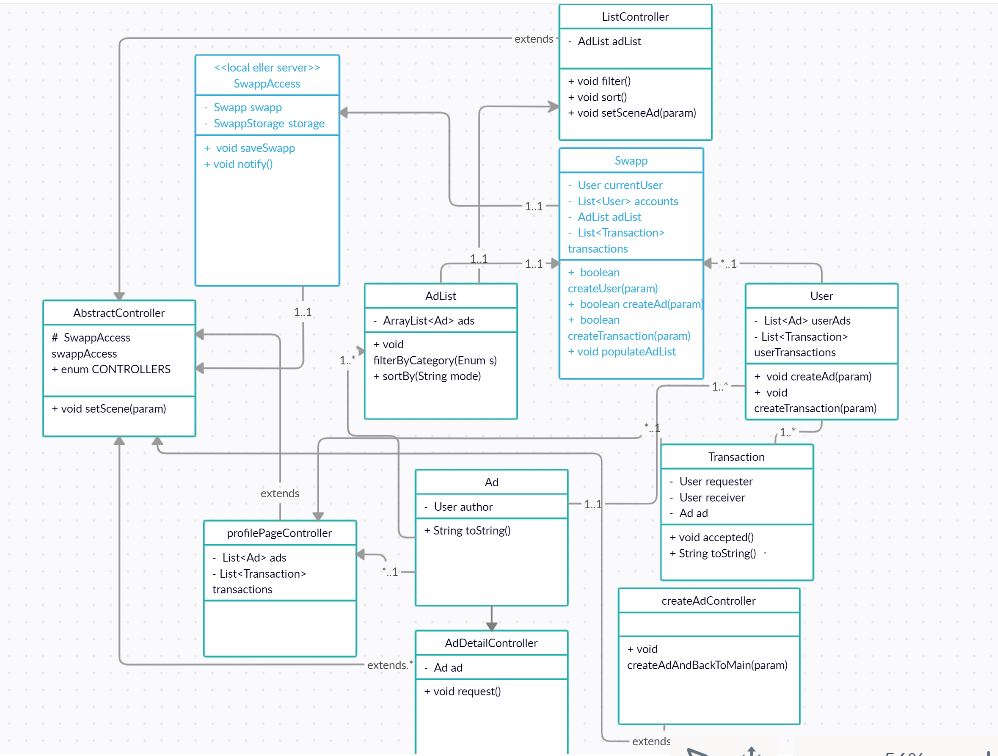 ListController
- AdList adList
+ void filter()
+ void sort()
+ void setSceneAd(param)
extends
<<local eller server>>
SwappAccess
- Swapp swapp
- SwappStorage storage
+ void saveSwapp
+ void notify()
Swapp
- User currentUser
- List<User> accounts
- AdList adList
- List<Transaction>
transactions
+ boolean
createUser(param)
+ boolean createAd(param)
+ boolean
createTransaction(param)
+ void populateAdList
1..1
1..1
1..1
*..1
AdList
- ArrayList<Ad> ads
+ void
filterByCategory(Enum s)
+ sortBy(String mode)
User
- List<Ad> userAds
- List<Transaction>
userTransactions
+ void createAd(param)
+ void
createTransaction(param)
AbstractController
# SwappAccess
swappAccess
+ enum CONTROLLERS
+ void setScene(param)
1..1
1..*
1..*
*..1
1..*
Transaction
- User requester
- User receiver
- Ad ad
+ void accepted()
+ String toString()
Ad
- User author
+ String toString()
1..1
extends
profilePageController
- List<Ad> ads
- List<Transaction>
transactions
*..1
createAdController
+ void
createAdAndBackToMain(param)
AdDetailController
- Ad ad
+ void request()
extends.*
extends